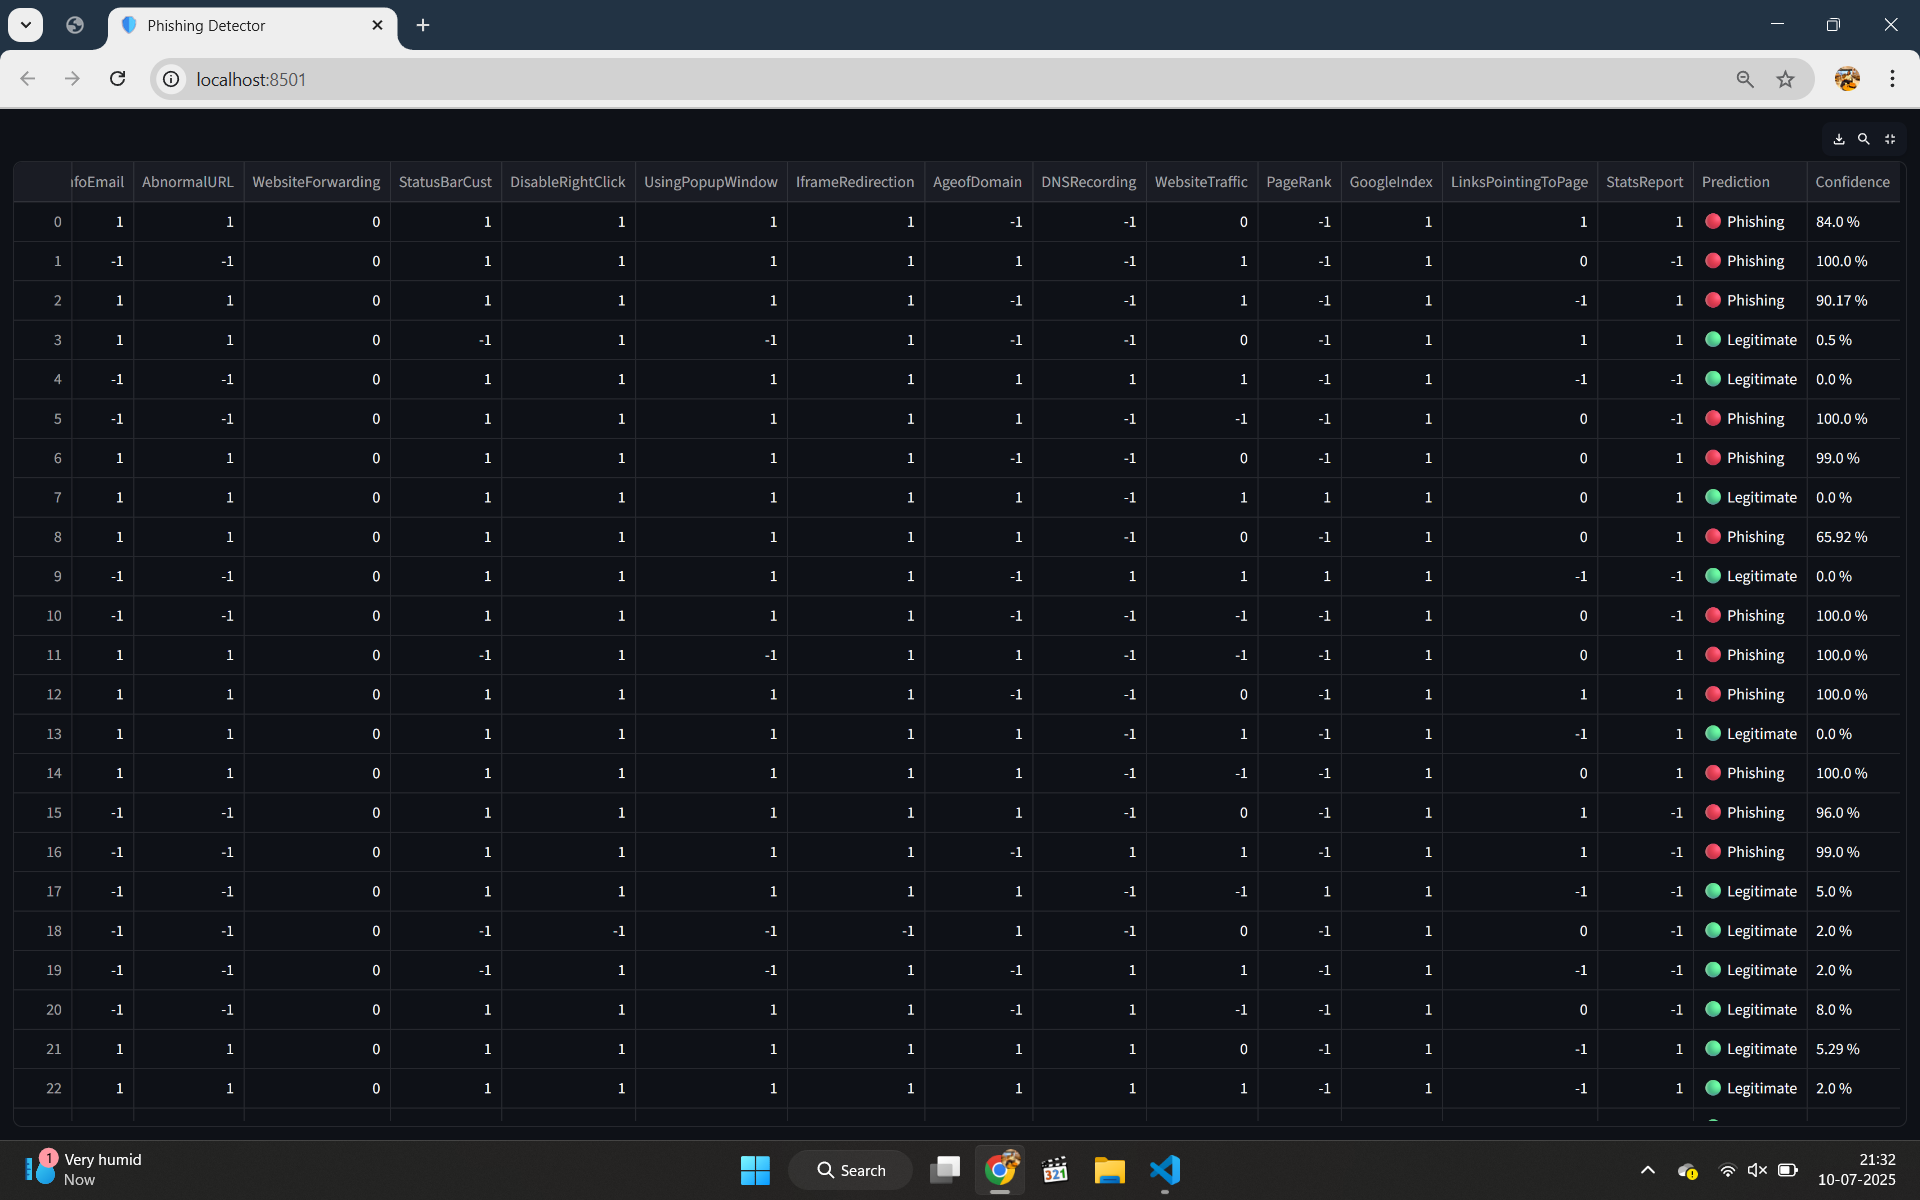 Phishing Detector
localhost:8501
nfoEmail AbnormalURL WebsiteForwarding StatusBarCust DisableRightClick UsingPopupWindow IframeRedirection AgeofDomain DNSRecording WebsiteTraffic PageRank GoogleIndex LinksPointingToPage StatsReport Prediction Confidence
0 1 1 0 1 1 1 1 -1 -1 0 -1 1 1 1 Phishing 84.0 %
1 -1 -1 0 1 1 1 1 1 -1 1 -1 1 0 -1 Phishing 100.0 %
2 1 1 0 1 1 1 1 -1 -1 1 -1 1 -1 1 Phishing 90.17 %
3 1 1 0 -1 1 -1 1 -1 -1 0 -1 1 1 1 Legitimate 0.5 %
4 -1 -1 0 1 1 1 1 1 1 1 -1 1 -1 -1 Legitimate 0.0 %
5 -1 -1 0 1 1 1 1 1 -1 -1 -1 1 0 -1 Phishing 100.0 %
6 1 1 0 1 1 1 1 -1 -1 0 -1 1 0 1 Phishing 99.0 %
7 1 1 0 1 1 1 1 1 -1 1 1 1 0 1 Legitimate 0.0 %
8 1 1 0 1 1 1 1 1 -1 0 -1 1 0 1 Phishing 65.92 %
9 -1 -1 0 1 1 1 1 -1 1 1 1 1 -1 -1 Legitimate 0.0 %
10 -1 -1 0 1 1 1 1 -1 -1 -1 -1 1 0 -1 Phishing 100.0 %
11 1 1 0 -1 1 -1 1 1 -1 -1 -1 1 0 1 Phishing 100.0 %
12 1 1 0 1 1 1 1 -1 -1 0 -1 1 1 1 Phishing 100.0 %
13 1 1 0 1 1 1 1 1 -1 1 -1 1 -1 1 Legitimate 0.0 %
14 1 1 0 1 1 1 1 1 -1 -1 -1 1 0 1 Phishing 100.0 %
15 -1 -1 0 1 1 1 1 1 -1 0 -1 1 1 -1 Phishing 96.0 %
16 -1 -1 0 1 1 1 1 -1 1 1 -1 1 1 -1 Phishing 99.0 %
17 -1 -1 0 1 1 1 1 1 -1 -1 1 1 -1 -1 Legitimate 5.0 %
18 -1 -1 0 -1 -1 -1 -1 1 -1 0 -1 1 0 -1 Legitimate 2.0 %
19 -1 -1 0 -1 1 -1 1 -1 1 1 -1 1 -1 -1 Legitimate 2.0 %
20 -1 -1 0 1 1 1 1 -1 1 -1 -1 1 0 -1 Legitimate 8.0 %
21 1 1 0 1 1 1 1 1 1 0 -1 1 -1 1 Legitimate 5.29 %
22 1 1 0 1 1 1 1 1 1 1 -1 1 -1 1 Legitimate 2.0 %
1
Very humid
Now
Search
321
21:32
10-07-2025